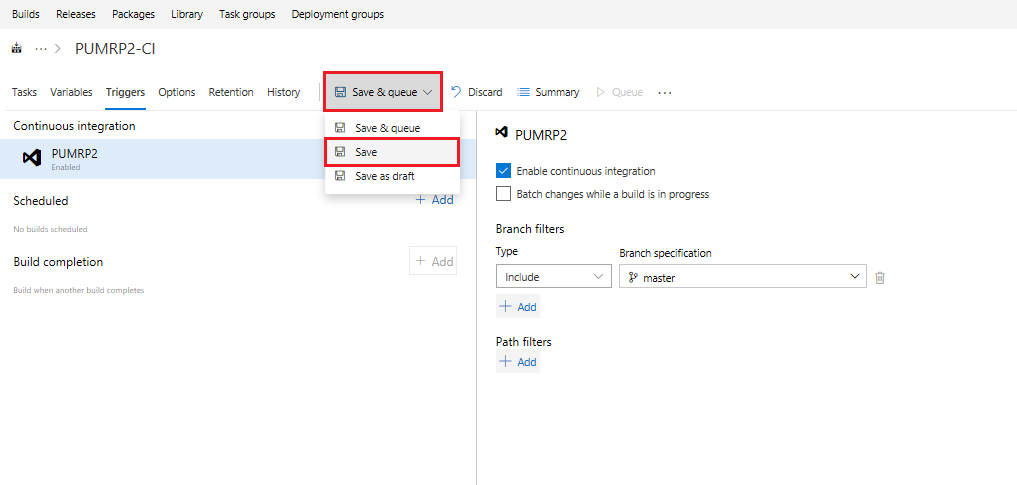 Builds Releases Packages Library Task groups Deployment groups
··· > PUMRP2-CI
Tasks Variables Triggers Options Retention History Save & queue Discard Summary Queue ···
Continuous integration
PUMRP2
Enabled
Scheduled
+ Add
No builds scheduled
Build completion
+ Add
Build when another build completes
Save & queue
Save
Save as draft
PUMRP2
Enable continuous integration
Batch changes while a build is in progress
Branch filters
Type Branch specification
Include master
+ Add
Path filters
+ Add